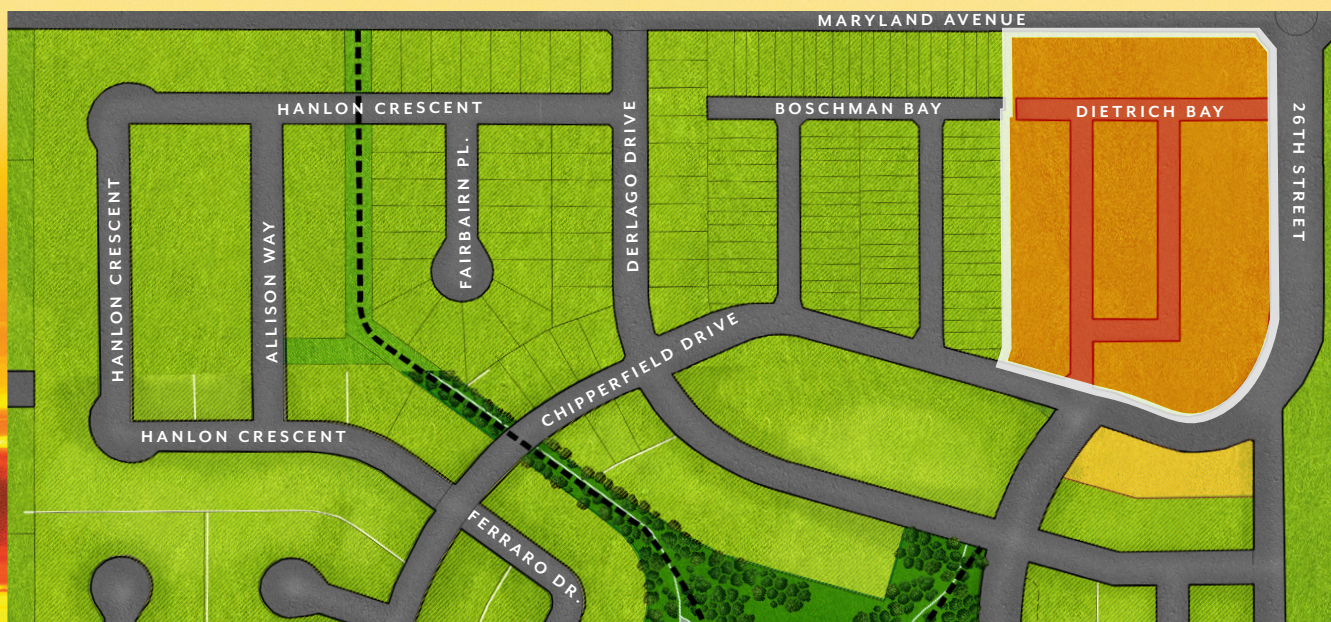 MARYLAND AVENUE
HANLON CRESCENT
BOSCHMAN BAY
DIETRICH BAY
26TH STREET
DERLAGO DRIVE
FAIRBAIRN PL.
HANLON CRESCENT
ALLISON WAY
CHIPPERFIELD DRIVE
HANLON CRESCENT
FERRARO DR.